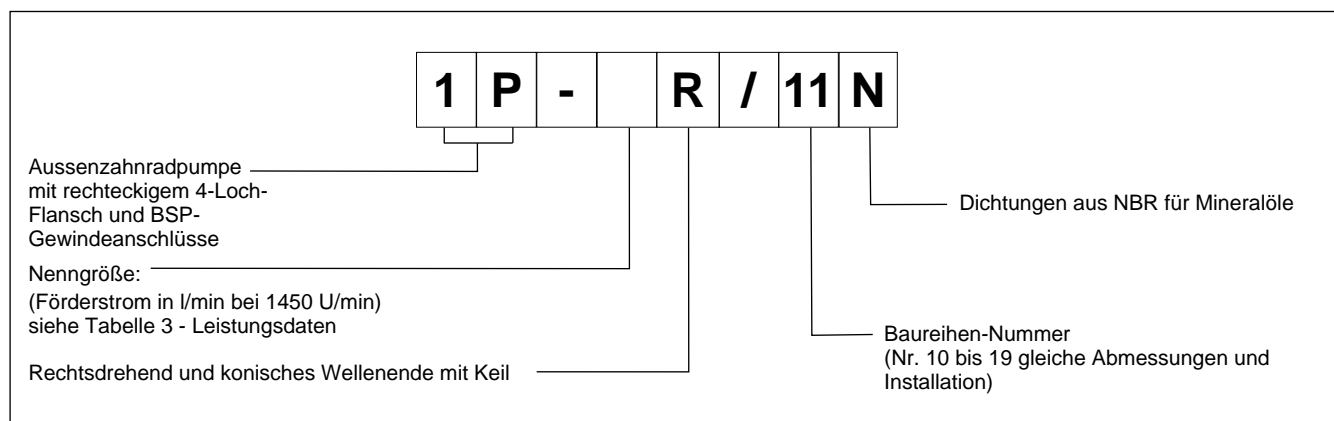 1 P - R / 11 N
Aussenzahnradpumpe
mit rechteckigem 4-Loch-
Flansch und BSP-
Gewindeanschlüsse
Dichtungen aus NBR für Mineralöle
Nenngröße:
(Förderstrom in l/min bei 1450 U/min)
siehe Tabelle 3 - Leistungsdaten
Baureihen-Nummer
(Nr. 10 bis 19 gleiche Abmessungen und
Installation)
Rechtsdrehend und konisches Wellenende mit Keil